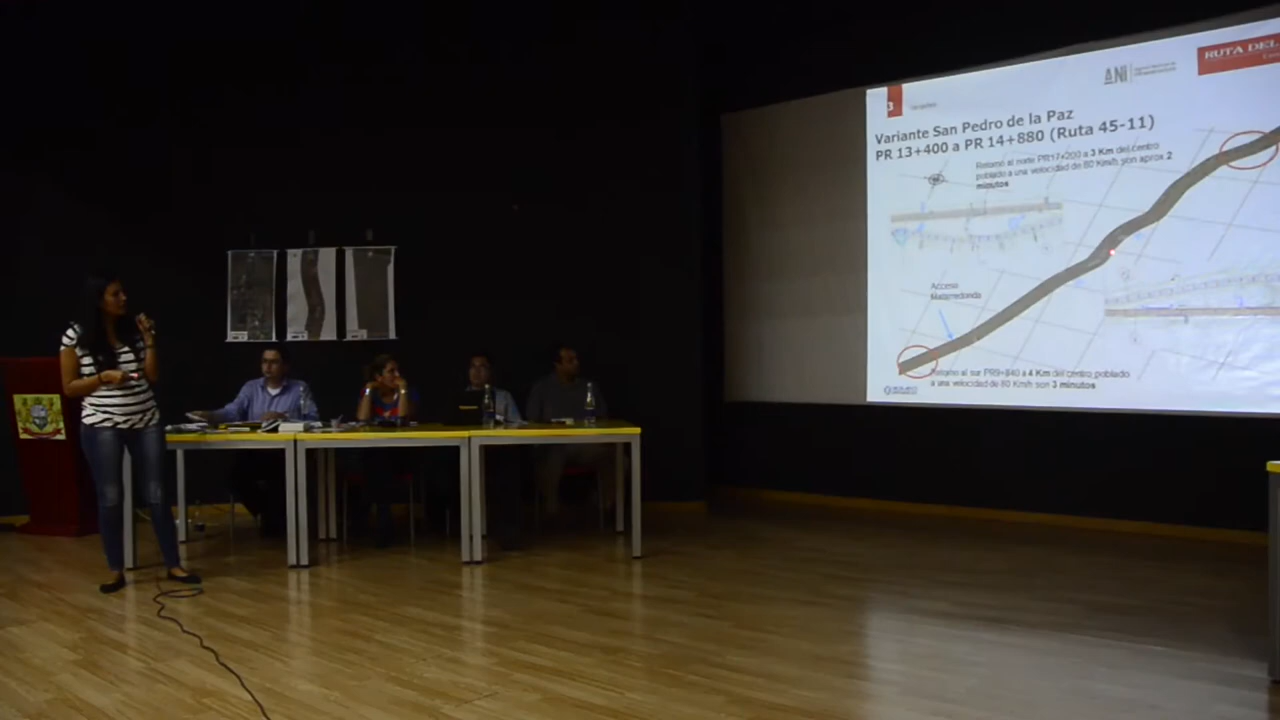 ANI
RUTA DEL
3
Variante San Pedro de la Paz
PR 13+400 a PR 14+880 (Ruta 45-11)
Retorno al norte PR17+200 a 3 Km del centro
poblado a una velocidad de 80 Km/h son aprox 2
minutos
Acceso
Matarredonda
Retorno al sur PR9+840 a 4 Km del centro poblado
a una velocidad de 80 Km/h son 3 minutos